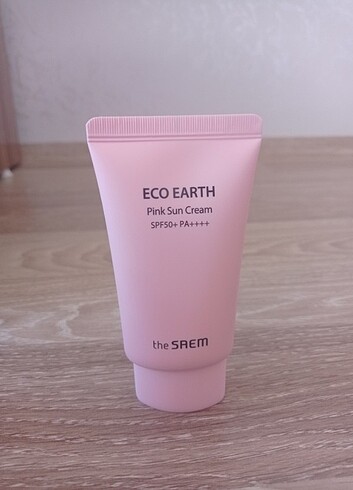 ECO EARTH
Pink Sun Cream
SPF50+ PA++++
the SAEM